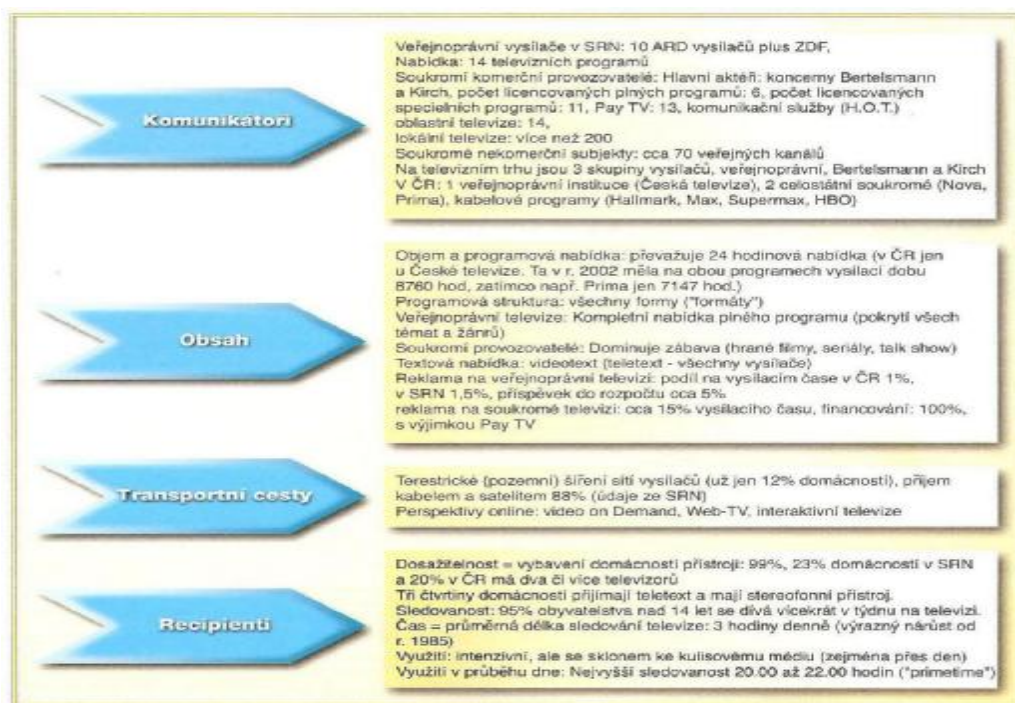 Komunikátoři
Veřejnoprávní vysílače v SRN: 10 ARD vysílačů plus ZDF,
Nabídka: 14 televizních programů
Soukromí komerční provozovatelé: Hlavní aktéři: koncerny Bertelsmann
a Kirch, počet licencovaných plných programů: 6, počet licencovaných
specielních programů: 11, Pay TV: 13, komunikační služby (H.O.T.)
oblastní televize: 14,
lokální televize: více než 200
Soukromé nekomerční subjekty: cca 70 veřejných kanálů
Na televizním trhu jsou 3 skupiny vysílačů, veřejnoprávní, Bertelsmann a Kirch
V ČR: 1 veřejnoprávní instituce (Česká televize), 2 celostátní soukromé (Nova,
Prima), kabelové programy (Hallmark, Max, Supermax, HBO)
Obsah
Objem a programová nabídka: převažuje 24 hodinová nabídka (v ČR jen
u České televize. Ta v r. 2002 měla na obou programech vysílací dobu
8760 hod, zatímco např. Prima jen 7147 hod.)
Programová struktura: všechny formy ("formáty")
Veřejnoprávní televize: Kompletní nabídka plného programu (pokrytí všech
témat a žánrů)
Soukromí provozovatelé: Dominuje zábava (hrané filmy, seriály, talk show)
Textová nabídka: videotext (teletext - všechny vysílače)
Reklama na veřejnoprávní televizi: podíl na vysílacím čase v ČR 1%,
v SRN 1,5%, příspěvek do rozpočtu cca 5%
reklama na soukromé televizi: cca 15% vysílacího času, financování: 100%,
s výjimkou Pay TV
Transportní cesty
Terestrické (pozemní) šíření sítí vysílačů (už jen 12% domácností), příjem
kabelem a satelitem 88% (údaje ze SRN)
Perspektivy online: video on Demand, Web-TV, interaktivní televize
Recipienti
Dosažitelnost = vybavení domácností přístroji: 99%, 23% domácností v SRN
a 20% v ČR má dva či více televizorů
Tři čtvrtiny domácností přijímají teletext a mají stereofonní přístroj.
Sledovanost: 95% obyvatelstva nad 14 let se dívá vícekrát v týdnu na televizi.
Čas = průměrná délka sledování televize: 3 hodiny denně (výrazný nárůst od
r. 1985)
Využití: intenzívní, ale se sklonem ke kulisovému médiu (zejména přes den)
Využití v průběhu dne: Nejvyšší sledovanost 20.00 až 22.00 hodin ("primetime")